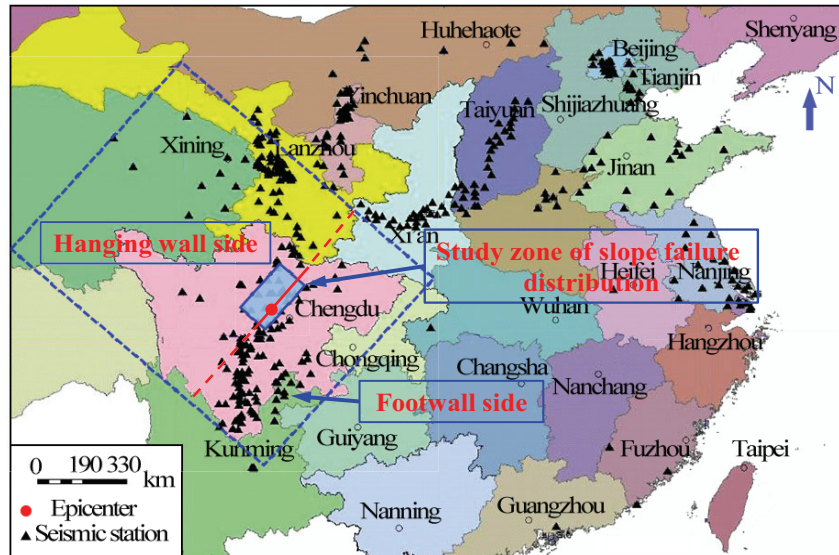 Huhehaote
Shenyang
Beijing
Tianjin
N
Yinchuan
Taiyuan
Shijiazhuang
Xining
Lanzhou
Jinan
Xi'an
Hanging wall side
Study zone of slope failure
distribution
Heifei
Nanjing
Chengdu
Wuhan
Hangzhou
Chongqing
Changsha
Nanchang
Footwall side
Kunming
Guiyang
Fuzhou
Taipei
0 190 330
km
Epicenter
Seismic station
Nanning
Guangzhou